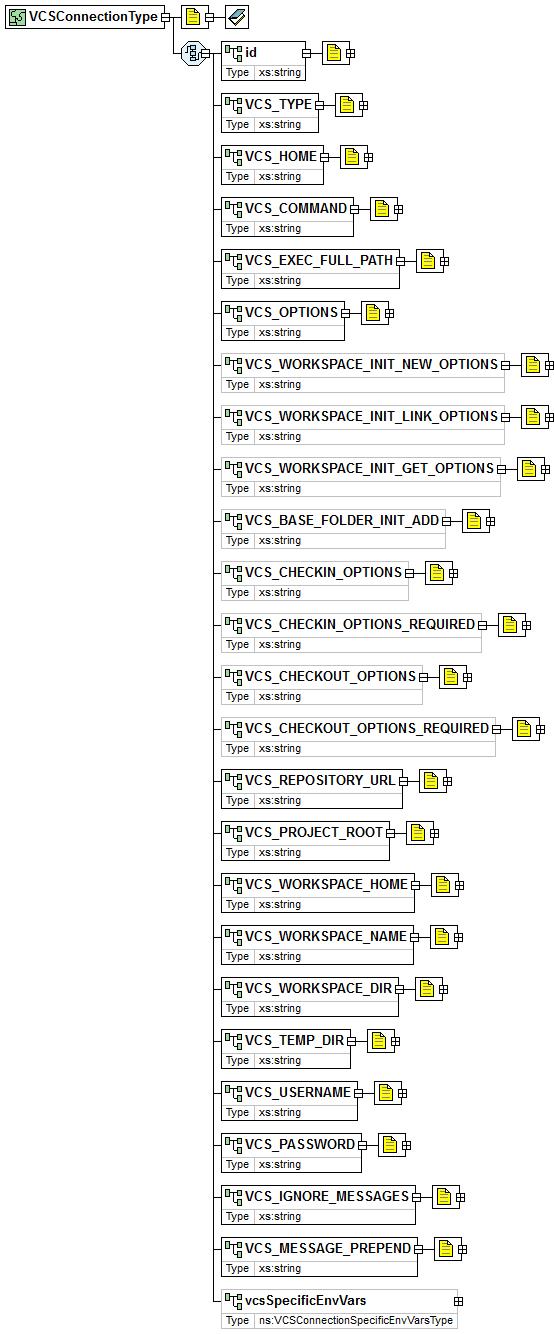 VCSConnectionType
id
Type xs:string
VCS_TYPE
Type xs:string
VCS_HOME
Type xs:string
VCS_COMMAND
Type xs:string
VCS_EXEC_FULL_PATH
Type xs:string
VCS_OPTIONS
Type xs:string
VCS_WORKSPACE_INIT_NEW_OPTIONS
Type xs:string
VCS_WORKSPACE_INIT_LINK_OPTIONS
Type xs:string
VCS_WORKSPACE_INIT_GET_OPTIONS
Type xs:string
VCS_BASE_FOLDER_INIT_ADD
Type xs:string
VCS_CHECKIN_OPTIONS
Type xs:string
VCS_CHECKIN_OPTIONS_REQUIRED
Type xs:string
VCS_CHECKOUT_OPTIONS
Type xs:string
VCS_CHECKOUT_OPTIONS_REQUIRED
Type xs:string
VCS_REPOSITORY_URL
Type xs:string
VCS_PROJECT_ROOT
Type xs:string
VCS_WORKSPACE_HOME
Type xs:string
VCS_WORKSPACE_NAME
Type xs:string
VCS_WORKSPACE_DIR
Type xs:string
VCS_TEMP_DIR
Type xs:string
VCS_USERNAME
Type xs:string
VCS_PASSWORD
Type xs:string
VCS_IGNORE_MESSAGES
Type xs:string
VCS_MESSAGE_PREPEND
Type xs:string
vcsSpecificEnvVars
Type ns:VCSConnectionSpecificEnvVarsType